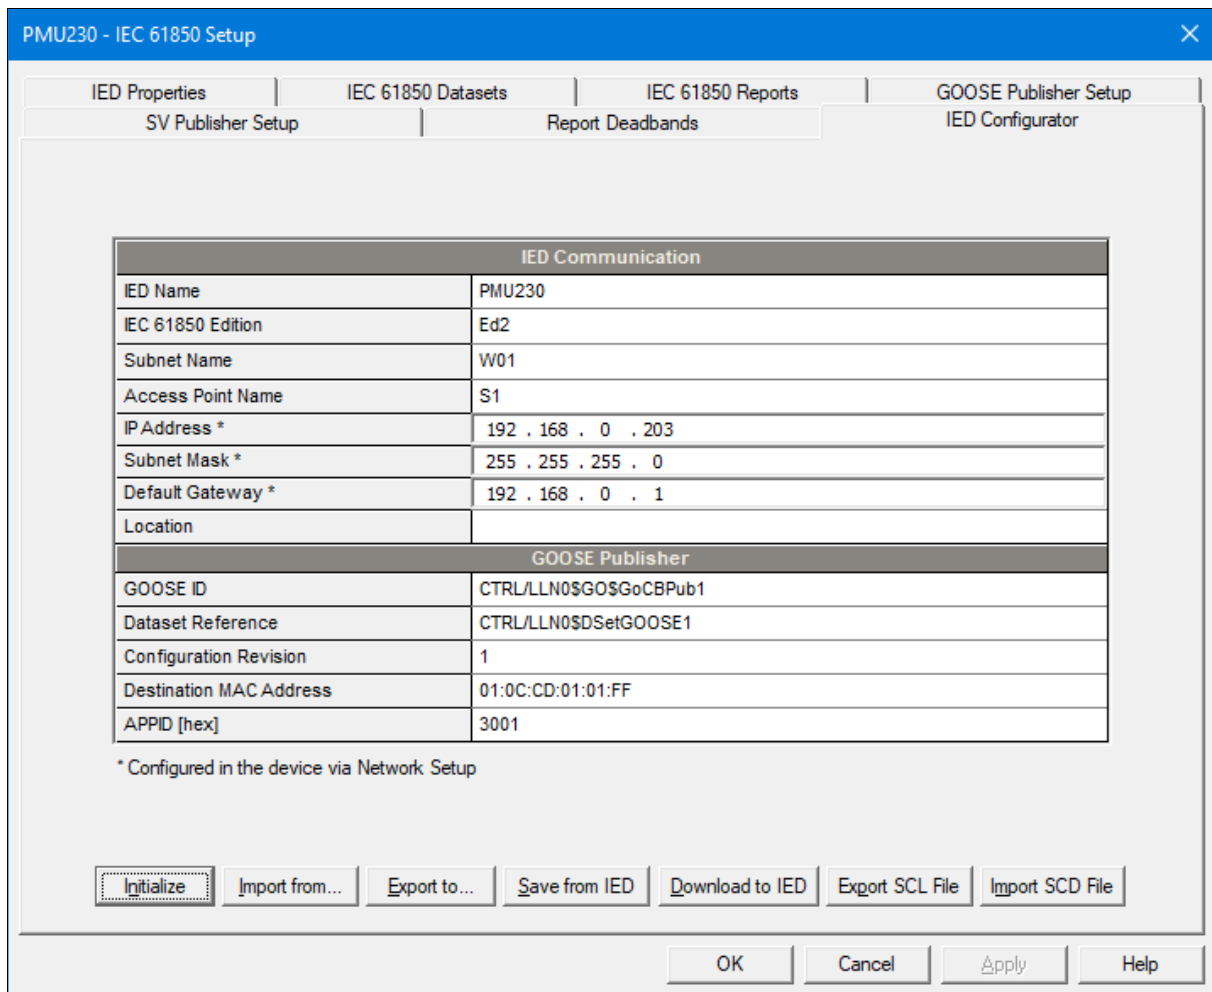 PMU230 - IEC 61850 Setup
IED Properties IEC 61850 Datasets IEC 61850 Reports GOOSE Publisher Setup
SV Publisher Setup Report Deadbands IED Configurator
IED Communication
IED Name PMU230
IEC 61850 Edition Ed2
Subnet Name W01
Access Point Name S1
IP Address * 192 . 168 . 0 . 203
Subnet Mask * 255 . 255 . 255 . 0
Default Gateway * 192 . 168 . 0 . 1
Location
GOOSE Publisher
GOOSE ID CTRL/LLN0$GO$GoCBPub1
Dataset Reference CTRL/LLN0$DSetGOOSE1
Configuration Revision 1
Destination MAC Address 01:0C:CD:01:01:FF
APPID [hex] 3001
* Configured in the device via Network Setup
Initialize Import from... Export to... Save from IED Download to IED Export SCL File Import SCD File
OK Cancel Apply Help